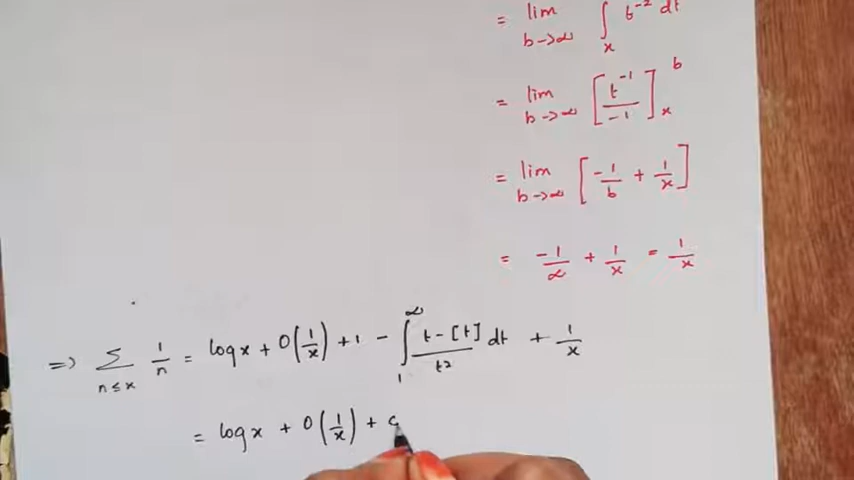 = lim b→∞ ∫ₓ t⁻² dt
= lim b→∞ [t⁻¹/-1]ₓᵇ
= lim b→∞ [-1/b + 1/x]
= -1/∞ + 1/x = 1/x
=> Σ n≤x 1/n = log x + O(1/x) + 1 - ∫₁^∞ t-[t]/t² dt + 1/x
= log x + O(1/x) + c